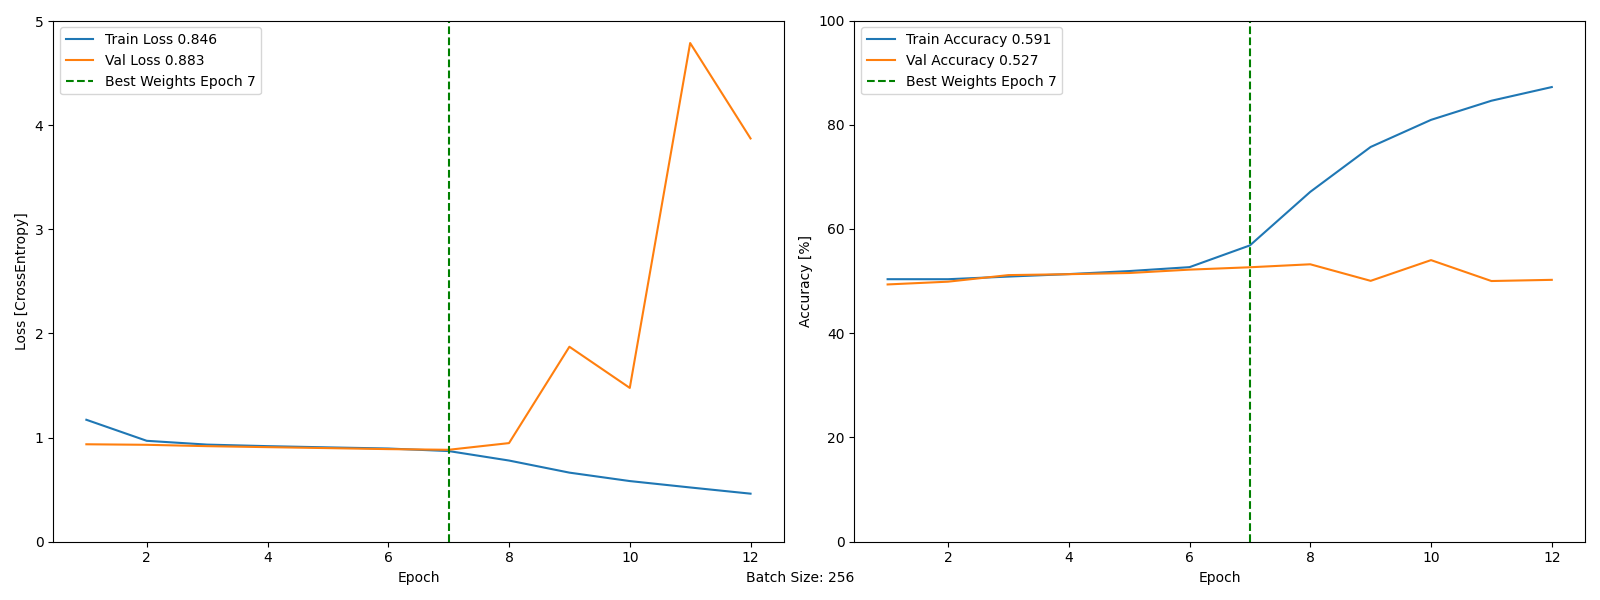 Train Loss 0.846
Val Loss 0.883
Best Weights Epoch 7
5
4
3
2
1
0
Loss [CrossEntropy]
2
4
6
8
10
12
Epoch
Train Accuracy 0.591
Val Accuracy 0.527
Best Weights Epoch 7
100
80
60
40
20
0
Accuracy [%]
2
4
6
8
10
12
Epoch
Batch Size: 256